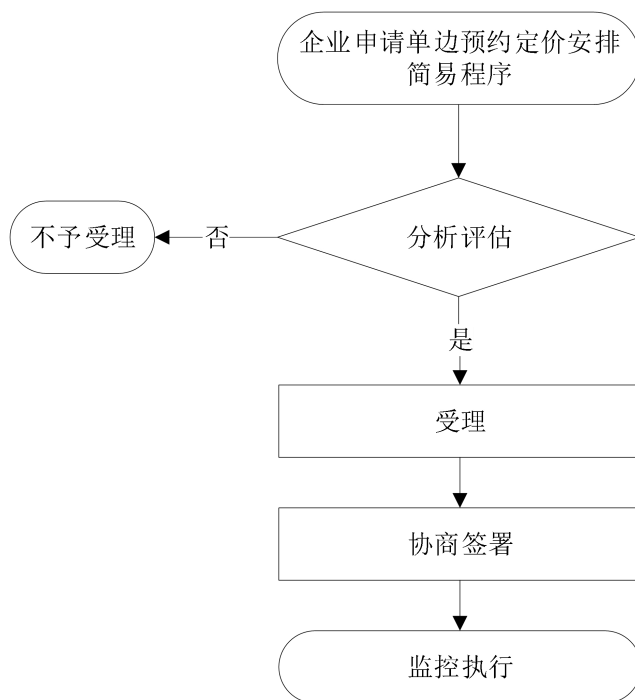 企业申请单边预约定价安排
简易程序
分析评估
不予受理
否
是
受理
协商签署
监控执行